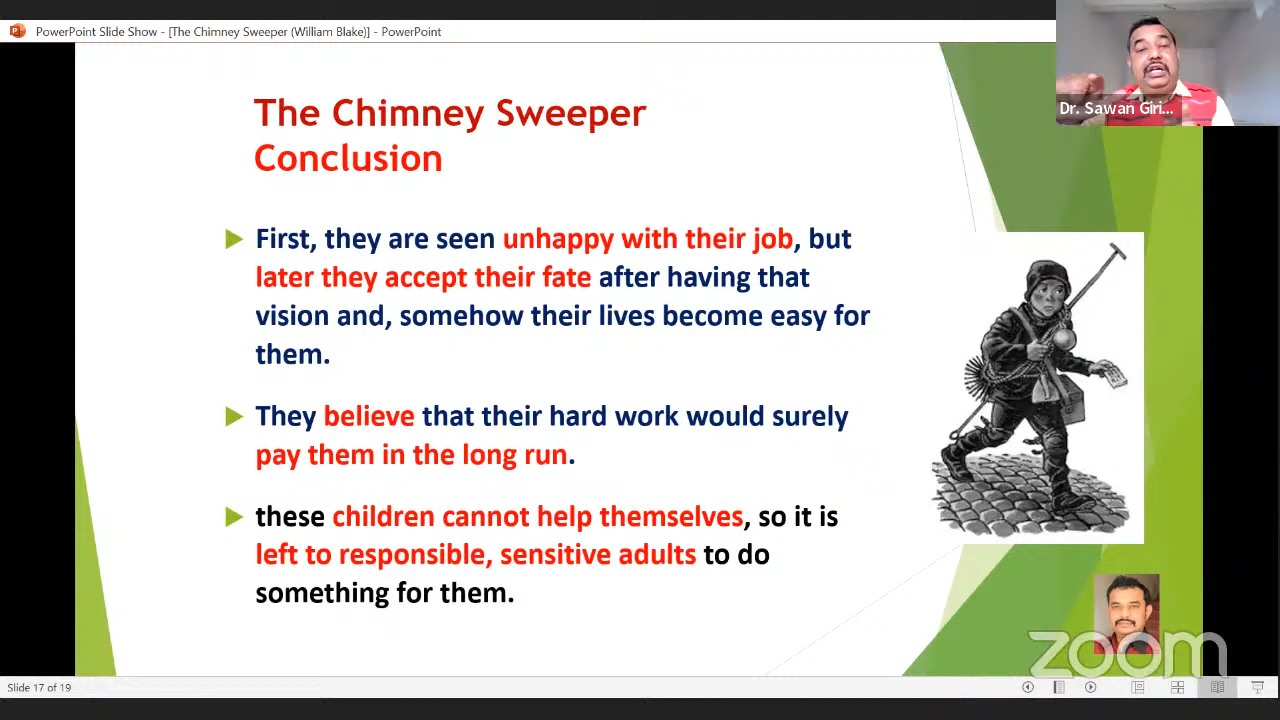 PowerPoint Slide Show - [The Chimney Sweeper (William Blake)] - PowerPoint
Dr. Sawan Giri...
The Chimney Sweeper
Conclusion
First, they are seen unhappy with their job, but
later they accept their fate after having that
vision and, somehow their lives become easy for
them.
They believe that their hard work would surely
pay them in the long run.
these children cannot help themselves, so it is
left to responsible, sensitive adults to do
something for them.
zoom
Slide 17 of 19